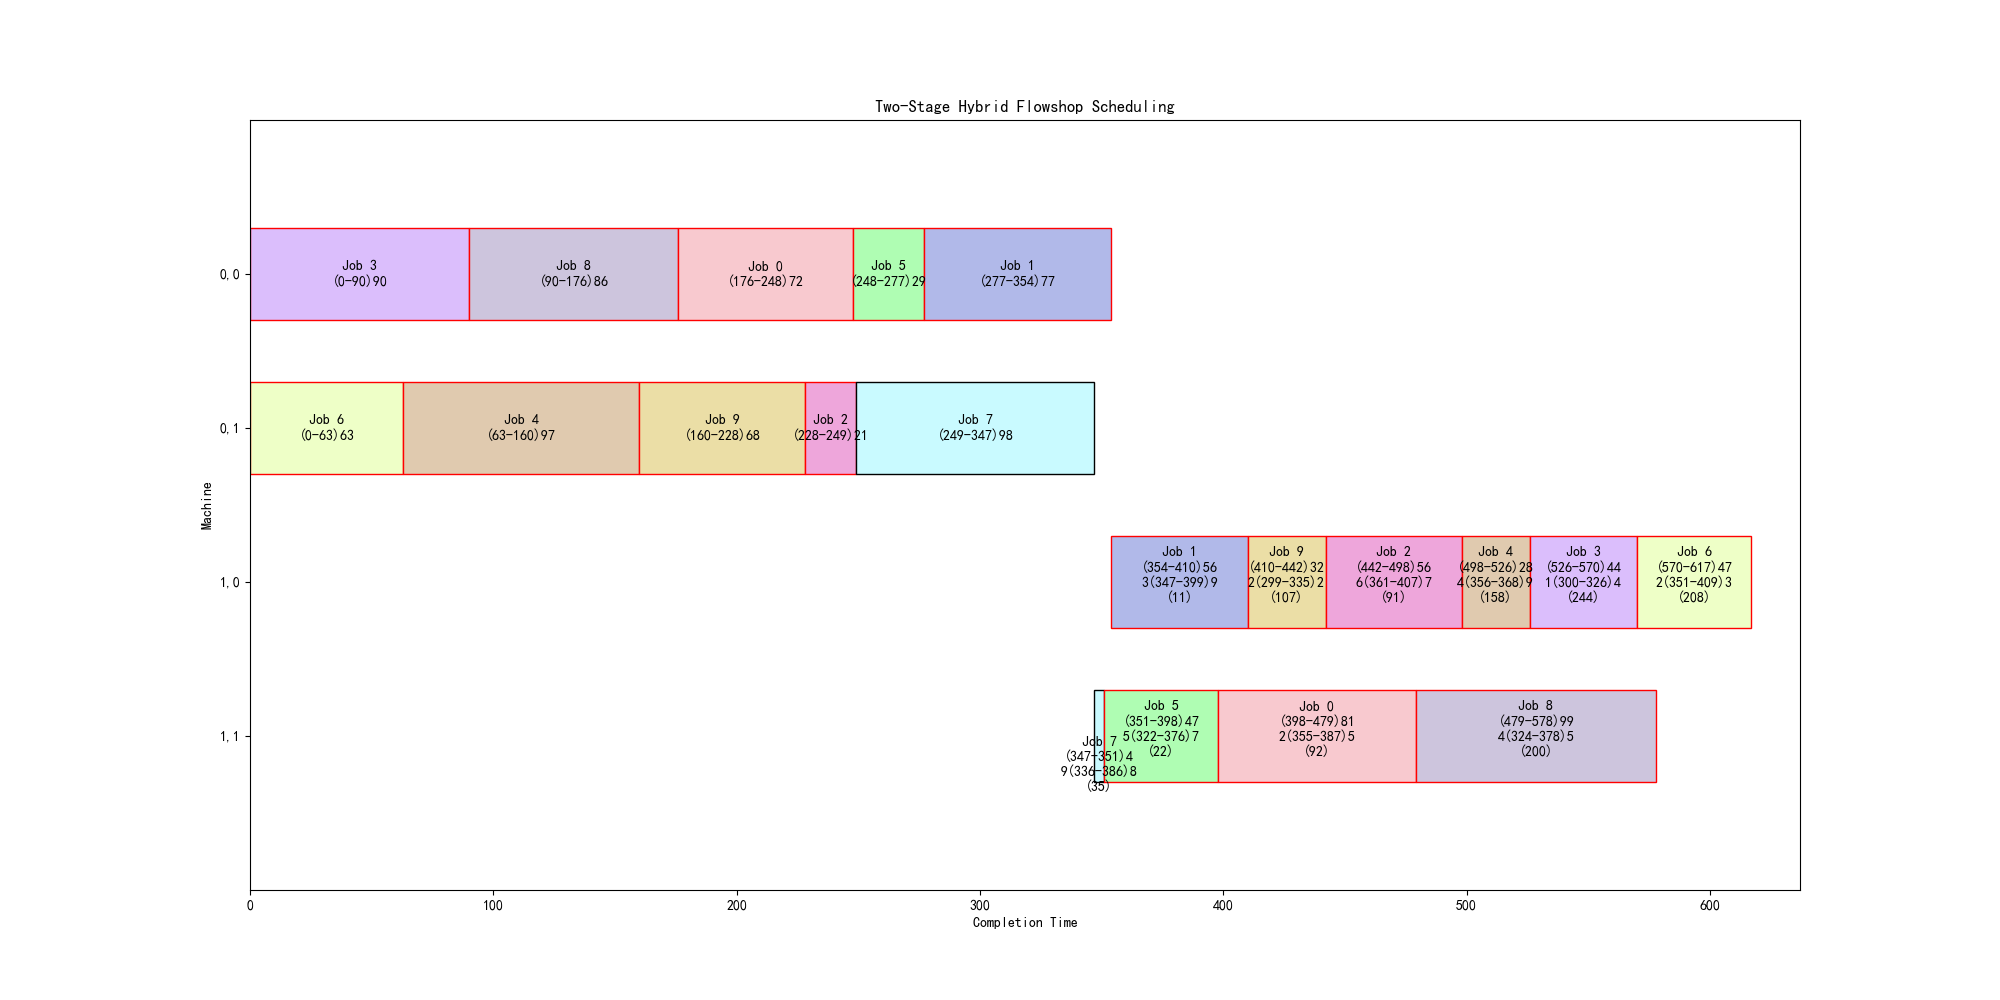 Two-Stage Hybrid Flowshop Scheduling
Machine
0,0
Job 3
(0-90)90
Job 8
(90-176)86
Job 0
(176-248)72
Job 5
(248-277)29
Job 1
(277-354)77
0,1
Job 6
(0-63)63
Job 4
(63-160)97
Job 9
(160-228)68
Job 2
(228-249)21
Job 7
(249-347)98
1,0
Job 1
(354-410)56
3(347-399)9
(11)
Job 9
(410-442)32
2(299-335)2
(107)
Job 2
(442-498)56
6(361-407)7
(91)
Job 4
(498-526)28
4(356-368)9
(158)
Job 3
(526-570)44
1(300-326)4
(244)
Job 6
(570-617)47
2(351-409)3
(208)
1,1
Job 7
(347-351)4
9(336-386)8
(35)
Job 5
(351-398)47
5(322-376)7
(22)
Job 0
(398-479)81
2(355-387)5
(92)
Job 8
(479-578)99
4(324-378)5
(200)
0
100
200
300
400
500
600
Completion Time